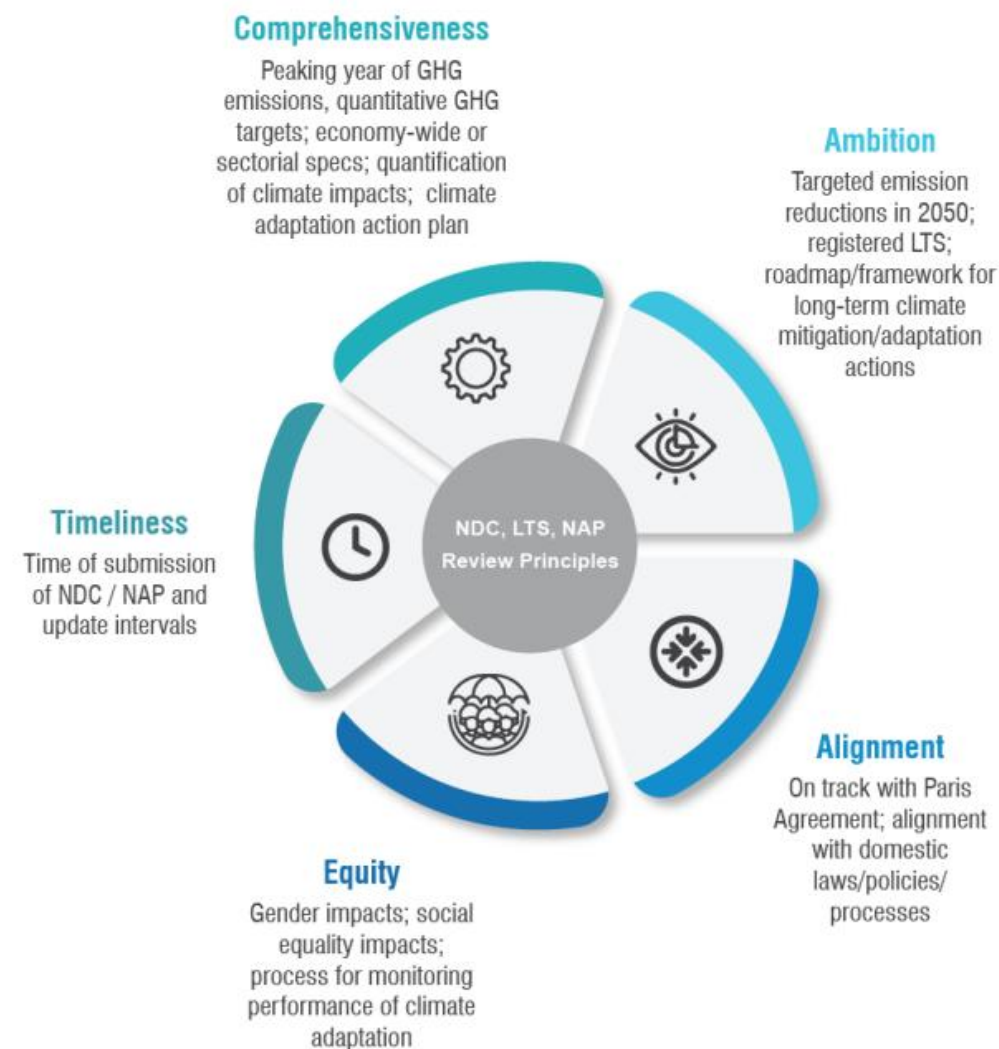 Comprehensiveness
Peaking year of GHG
emissions, quantitative GHG
targets; economy-wide or
sectorial specs; quantification
of climate impacts; climate
adaptation action plan
Ambition
Targeted emission
reductions in 2050;
registered LTS;
roadmap/framework for
long-term climate
mitigation/adaptation
actions
Timeliness
Time of submission
of NDC / NAP and
update intervals
NDC, LTS, NAP
Review Principles
Alignment
On track with Paris
Agreement; alignment
with domestic
laws/policies/
processes
Equity
Gender impacts; social
equality impacts;
process for monitoring
performance of climate
adaptation